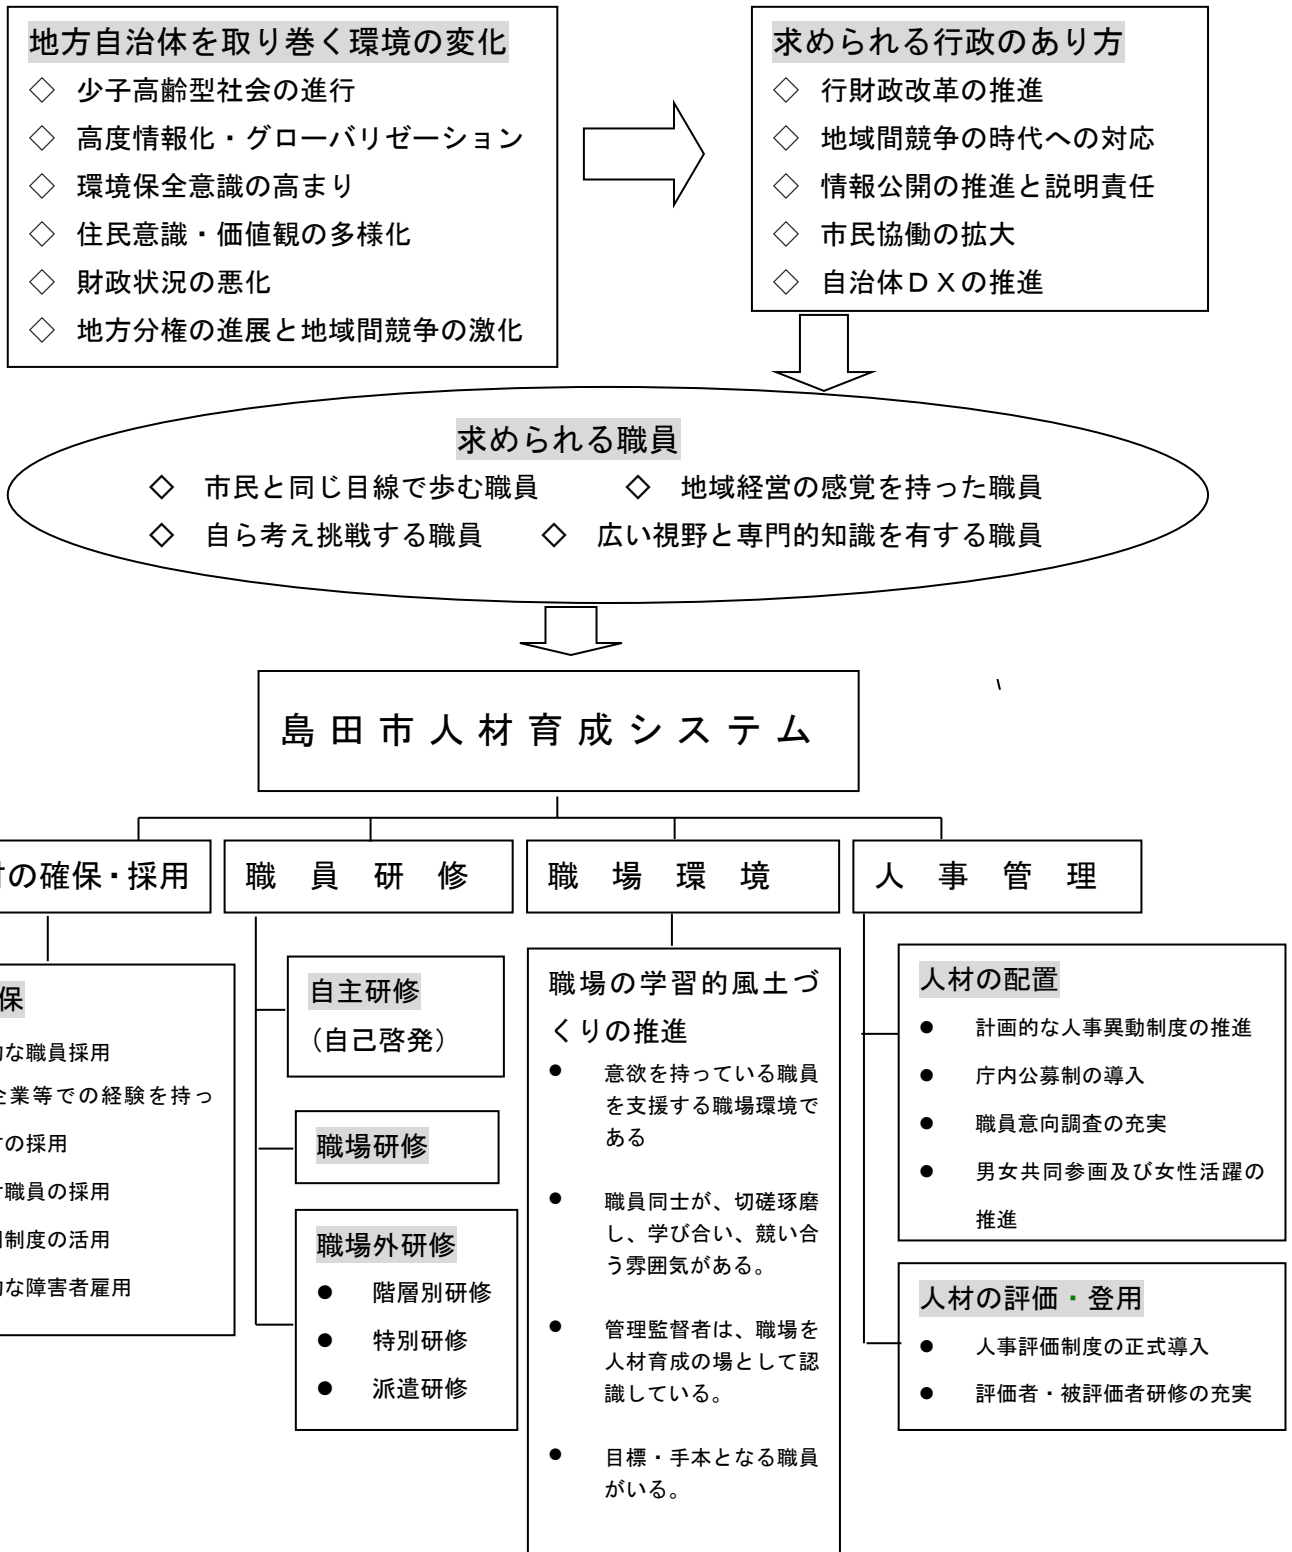 地方自治体を取り巻く環境の変化
◇ 少子高齢型社会の進行
◇ 高度情報化・グローバリゼーション
◇ 環境保全意識の高まり
◇ 住民意識・価値観の多様化
◇ 財政状況の悪化
◇ 地方分権の進展と地域間競争の激化
求められる行政のあり方
◇ 行財政改革の推進
◇ 地域間競争の時代への対応
◇ 情報公開の推進と説明責任
◇ 市民協働の拡大
◇ 自治体ＤＸの推進
求められる職員
◇ 市民と同じ目線で歩む職員 ◇ 地域経営の感覚を持った職員
◇ 自ら考え挑戦する職員 ◇ 広い視野と専門的知識を有する職員
島田市人材育成システム
の確保・採用
保
な職員採用
企業等での経験を持っ
の採用
職員の採用
制度の活用
な障害者雇用
職員研修
自主研修
（自己啓発）
職場研修
職場外研修
● 階層別研修
● 特別研修
● 派遣研修
職場環境
職場の学習的風土づ
くりの推進
● 意欲を持っている職員
を支援する職場環境で
ある
● 職員同士が、切磋琢磨
し、学び合い、競い合
う雰囲気がある。
● 管理監督者は、職場を
人材育成の場として認
識している。
● 目標・手本となる職員
がいる。
人事管理
人材の配置
● 計画的な人事異動制度の推進
● 庁内公募制の導入
● 職員意向調査の充実
● 男女共同参画及び女性活躍の
推進
人材の評価・登用
● 人事評価制度の正式導入
● 評価者・被評価者研修の充実